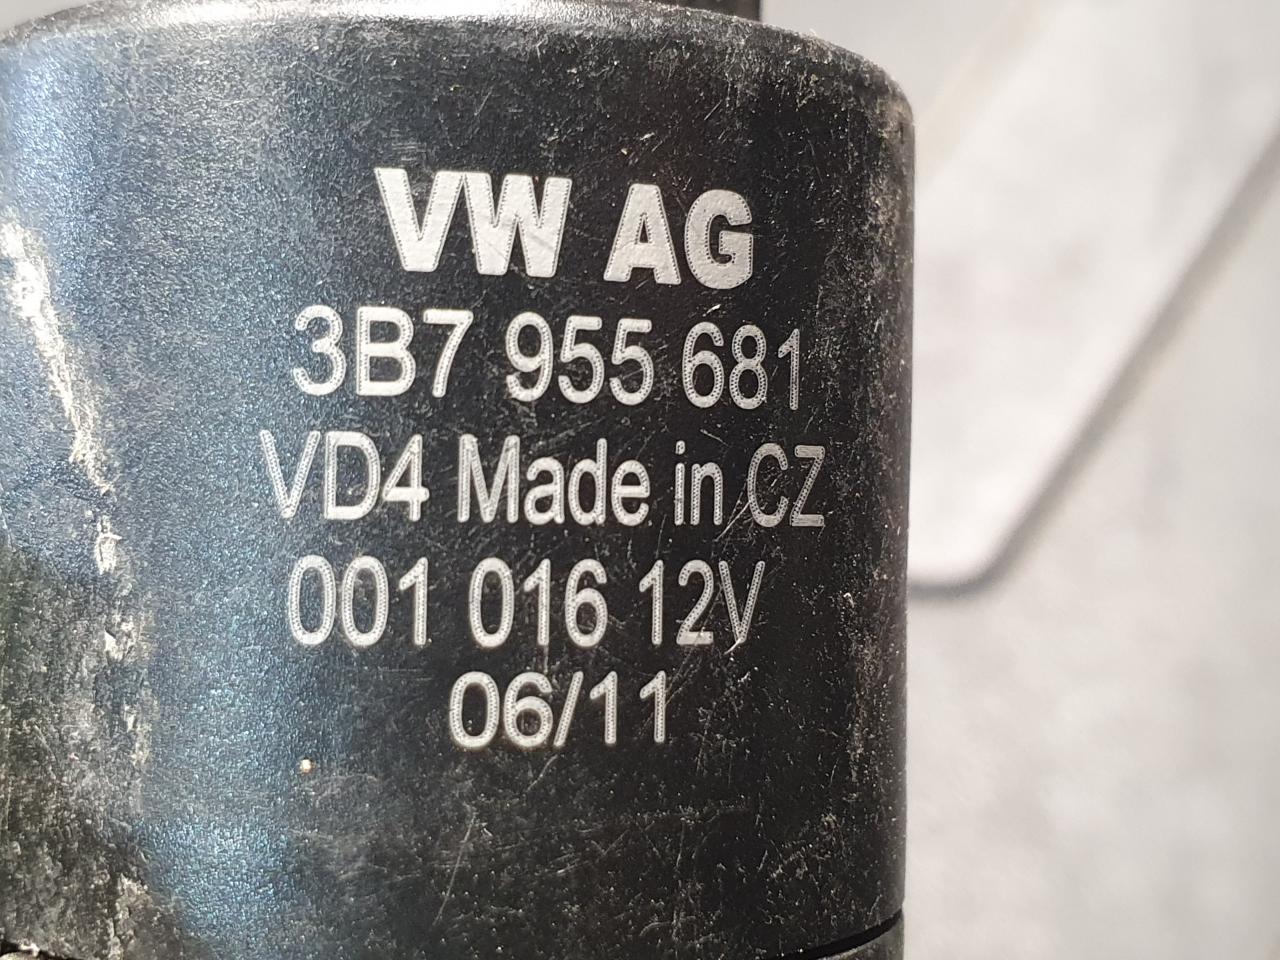 VW AG
3B7 955 681
VD4 Made in CZ
001 016 12V
06/11